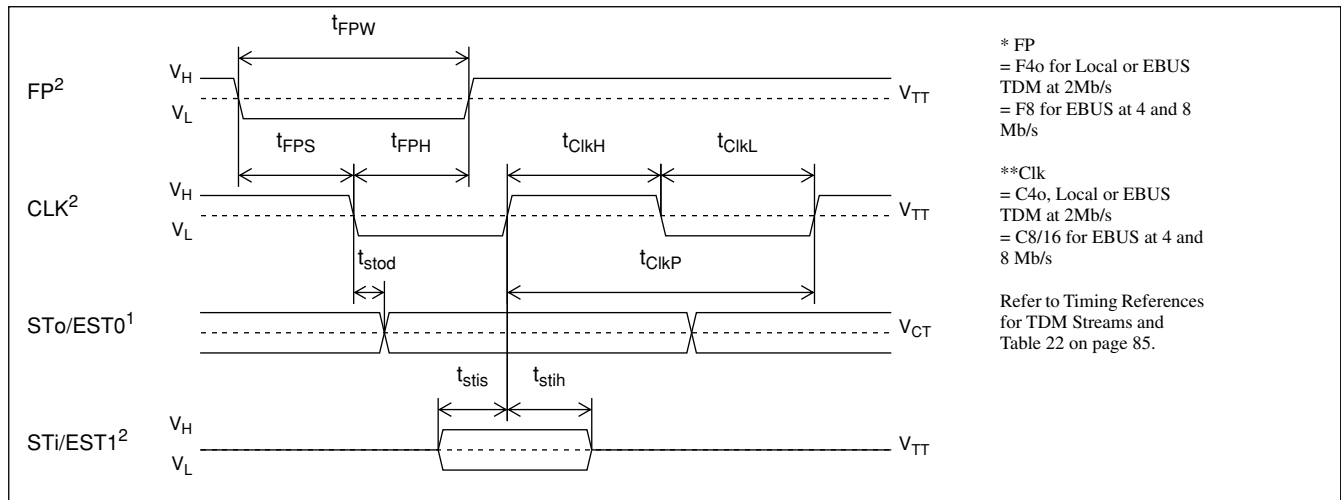 tFPW
FP²
VH
VL
VTT
tFPS
tFPH
tClkH
tClkL
CLK²
VH
VL
VTT
tstod
tClkP
STo/EST0¹
VCT
tstis
tstih
STi/EST1²
VH
VL
VTT
* FP
= F4o for Local or EBUS
TDM at 2Mb/s
= F8 for EBUS at 4 and 8
Mb/s
**Clk
= C4o, Local or EBUS
TDM at 2Mb/s
= C8/16 for EBUS at 4 and
8 Mb/s
Refer to Timing References
for TDM Streams and
Table 22 on page 85.